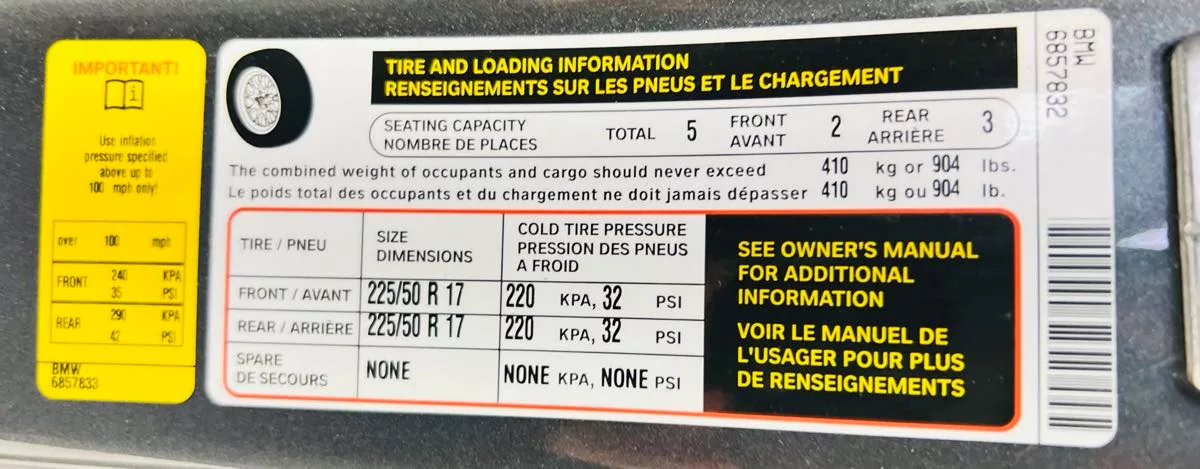 IMPORTANT!
Use inflation
pressure specified
above up to
100 mph only!
over 100 mph
FRONT 240 KPA
35 PSI
REAR 290 KPA
42 PSI
BMW
6857833
TIRE AND LOADING INFORMATION
RENSEIGNEMENTS SUR LES PNEUS ET LE CHARGEMENT
SEATING CAPACITY
NOMBRE DE PLACES
TOTAL 5
FRONT
AVANT
2
REAR
ARRIÈRE
3
The combined weight of occupants and cargo should never exceed 410 kg or 904 lbs.
Le poids total des occupants et du chargement ne doit jamais dépasser 410 kg ou 904 lb.
TIRE / PNEU
SIZE
DIMENSIONS
COLD TIRE PRESSURE
PRESSION DES PNEUS
A FROID
FRONT / AVANT 225/50 R 17 220 KPA, 32 PSI
REAR / ARRIÈRE 225/50 R 17 220 KPA, 32 PSI
SPARE
DE SECOURS
NONE NONE KPA, NONE PSI
SEE OWNER'S MANUAL
FOR ADDITIONAL
INFORMATION
VOIR LE MANUEL DE
L'USAGER POUR PLUS
DE RENSEIGNEMENTS
BMW
6857832